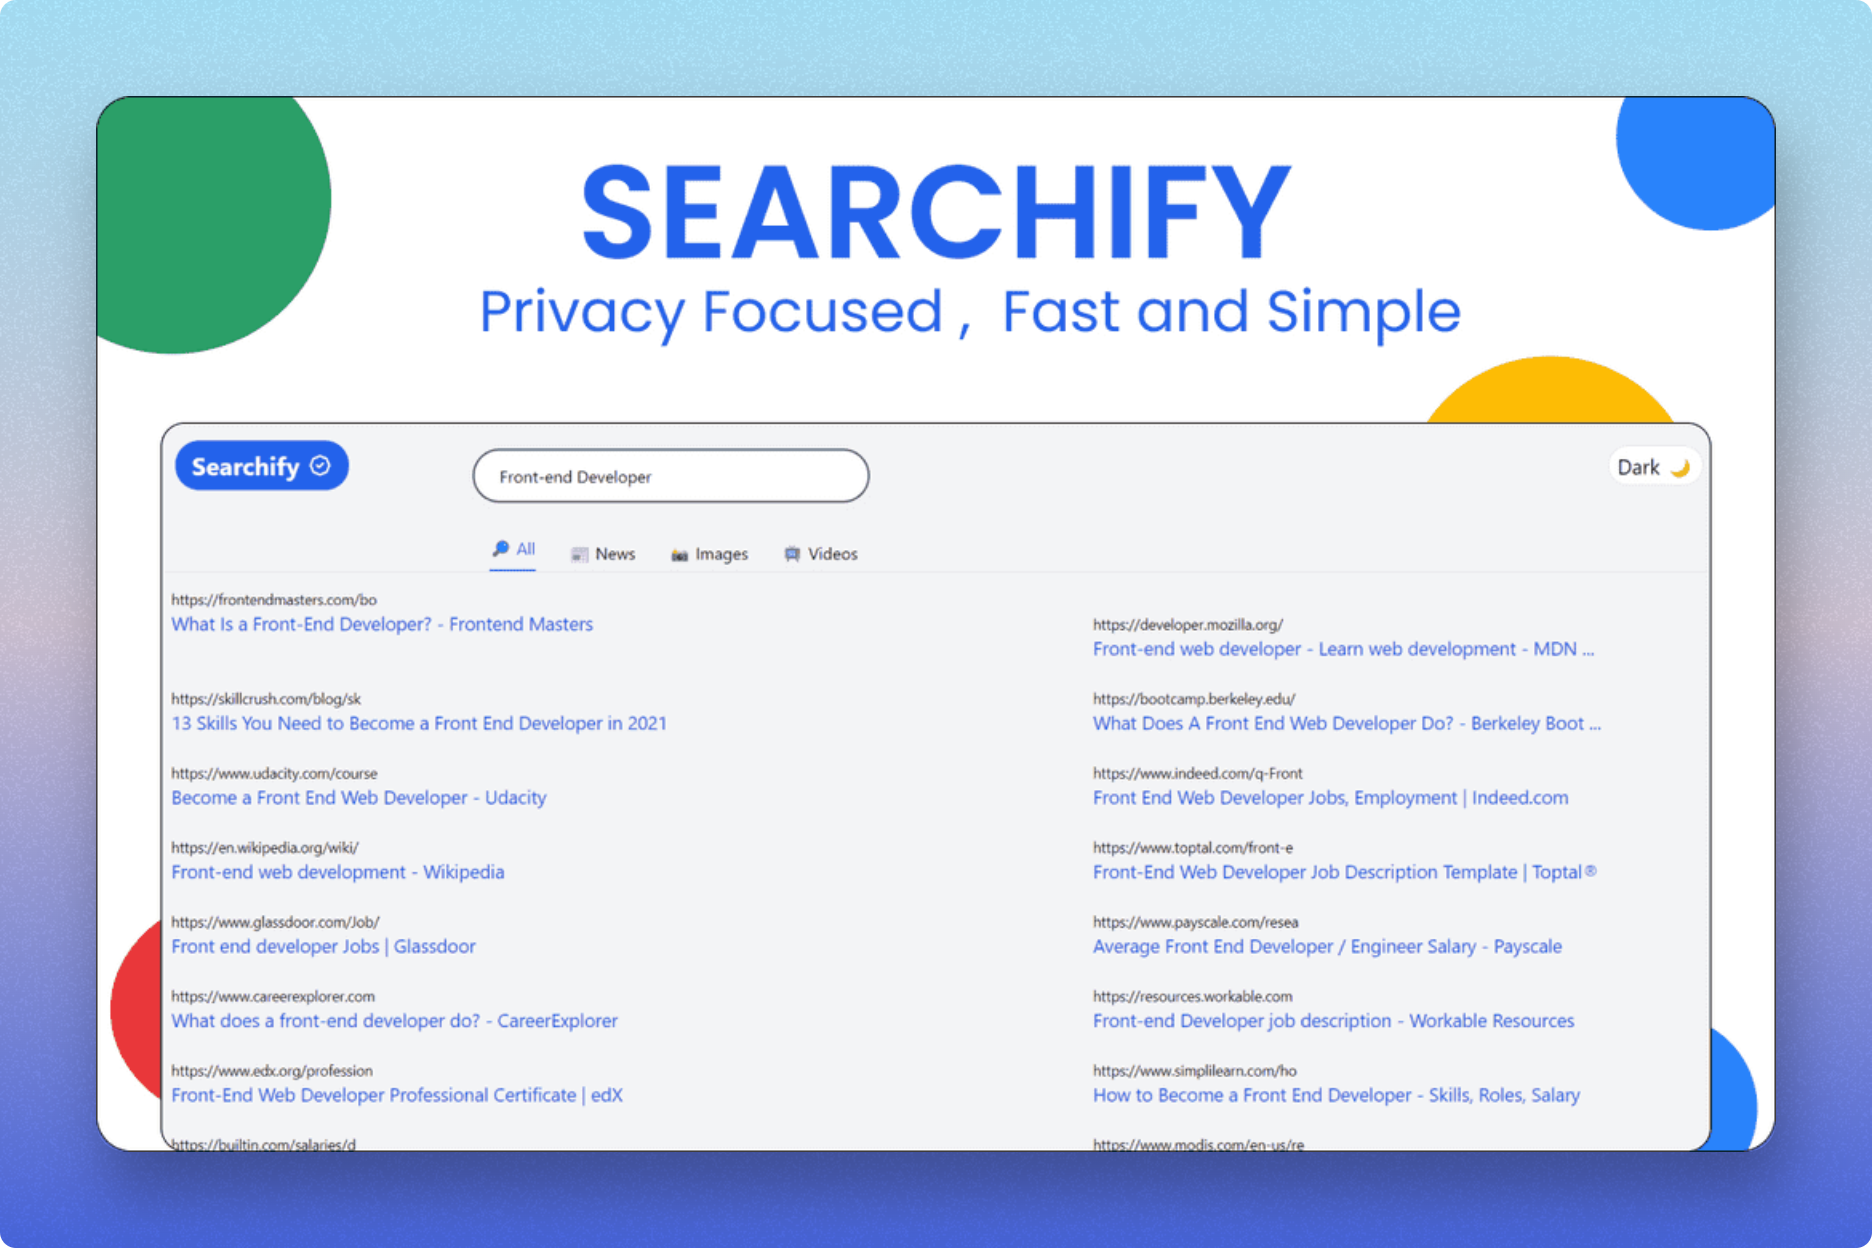 SEARCHIFY
Privacy Focused , Fast and Simple
Searchify
Front-end Developer
Dark
All
News
Images
Videos
https://frontendmasters.com/bo
What Is a Front-End Developer? - Frontend Masters
https://developer.mozilla.org/
Front-end web developer - Learn web development - MDN ...
https://skillcrush.com/blog/sk
13 Skills You Need to Become a Front End Developer in 2021
https://bootcamp.berkeley.edu/
What Does A Front End Web Developer Do? - Berkeley Boot ...
https://www.udacity.com/course
Become a Front End Web Developer - Udacity
https://www.indeed.com/q-Front
Front End Web Developer Jobs, Employment | Indeed.com
https://en.wikipedia.org/wiki/
Front-end web development - Wikipedia
https://www.toptal.com/front-e
Front-End Web Developer Job Description Template | Toptal®
https://www.glassdoor.com/Job/
Front end developer Jobs | Glassdoor
https://www.payscale.com/resea
Average Front End Developer / Engineer Salary - Payscale
https://www.careerexplorer.com
What does a front-end developer do? - CareerExplorer
https://resources.workable.com
Front-end Developer job description - Workable Resources
https://www.edx.org/profession
Front-End Web Developer Professional Certificate | edX
https://www.simplilearn.com/ho
How to Become a Front End Developer - Skills, Roles, Salary
https://builtin.com/salaries/d
https://www.modis.com/en-us/re